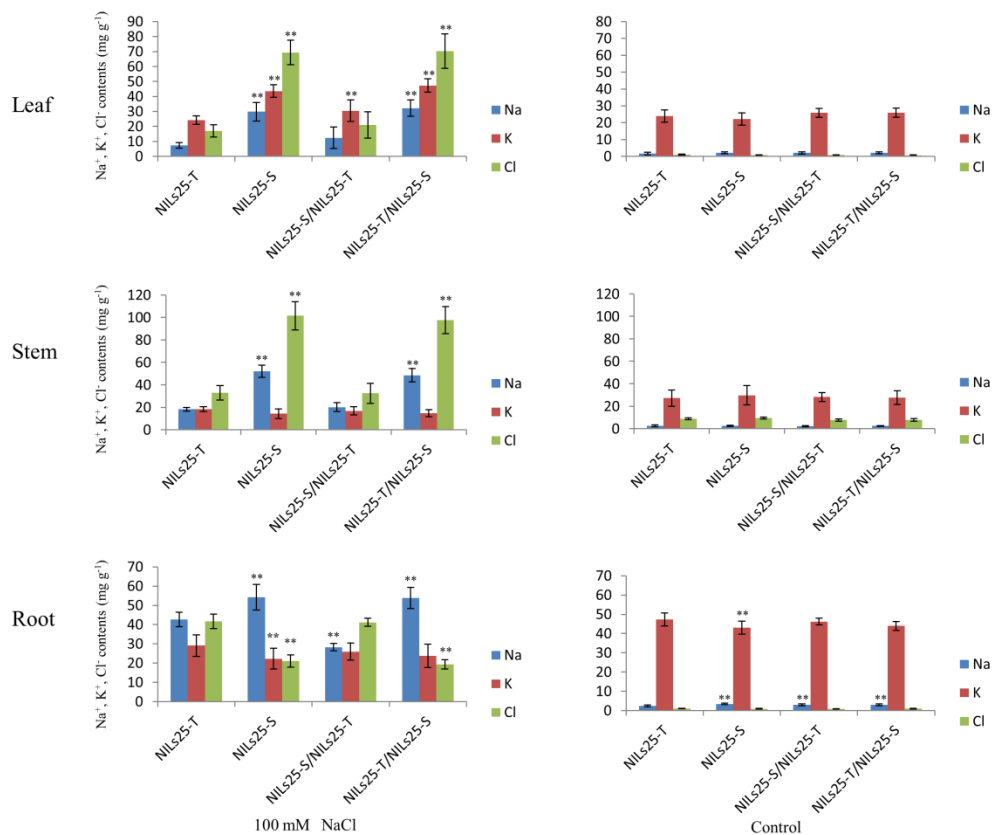 Leaf
Na⁺, K⁺, Cl⁻ contents (mg g⁻¹)
90
80
70
60
50
40
30
20
10
0
** ** **
**
** ** **
NILs25-T
NILs25-S
NILs25-S/NILs25-T
NILs25-T/NILs25-S
Na
K
Cl
80
70
60
50
40
30
20
10
0
NILs25-T
NILs25-S
NILs25-S/NILs25-T
NILs25-T/NILs25-S
Na
K
Cl
Stem
Na⁺, K⁺, Cl⁻ contents (mg g⁻¹)
120
100
80
60
40
20
0
** **
** **
NILs25-T
NILs25-S
NILs25-S/NILs25-T
NILs25-T/NILs25-S
Na
K
Cl
120
100
80
60
40
20
0
NILs25-T
NILs25-S
NILs25-S/NILs25-T
NILs25-T/NILs25-S
Na
K
Cl
Root
Na⁺, K⁺, Cl⁻ contents (mg g⁻¹)
70
60
50
40
30
20
10
0
** ** **
**
** **
NILs25-T
NILs25-S
NILs25-S/NILs25-T
NILs25-T/NILs25-S
Na
K
Cl
100 mM NaCl
70
60
50
40
30
20
10
0
** **
**
**
NILs25-T
NILs25-S
NILs25-S/NILs25-T
NILs25-T/NILs25-S
Na
K
Cl
Control